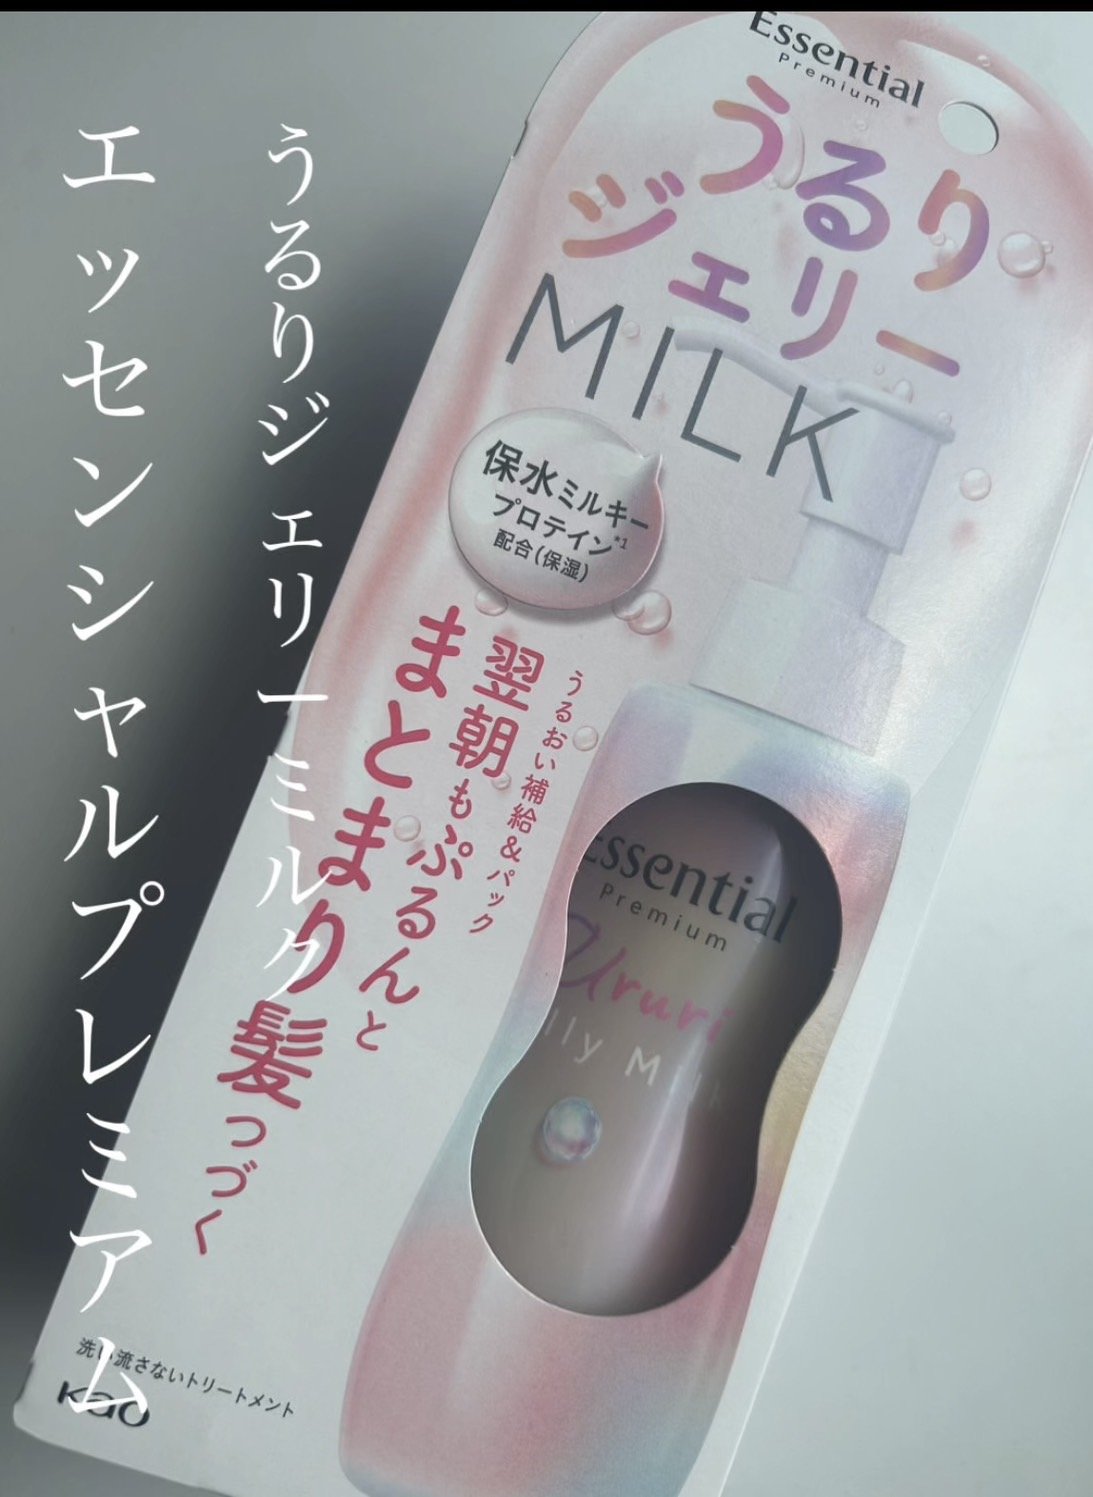 エッセンシャルプレミアム
うるりジェリーミルク
Essential
Premium
うるり
ジェリー
MILK
保水ミルキー
プロテイン*1
配合(保湿)
うるおい補給&パック
翌朝もぷるんと
まとまり髪つづく
Essential
Premium
Ururi
lly Milk
洗い流さないトリートメント
Kao